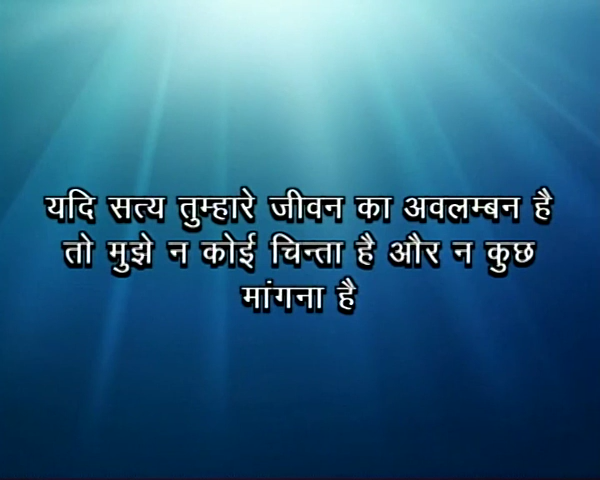 यदि सत्य तुम्हारे जीवन का अवलम्बन है
तो मुझे न कोई चिन्ता है और न कुछ
मांगना है